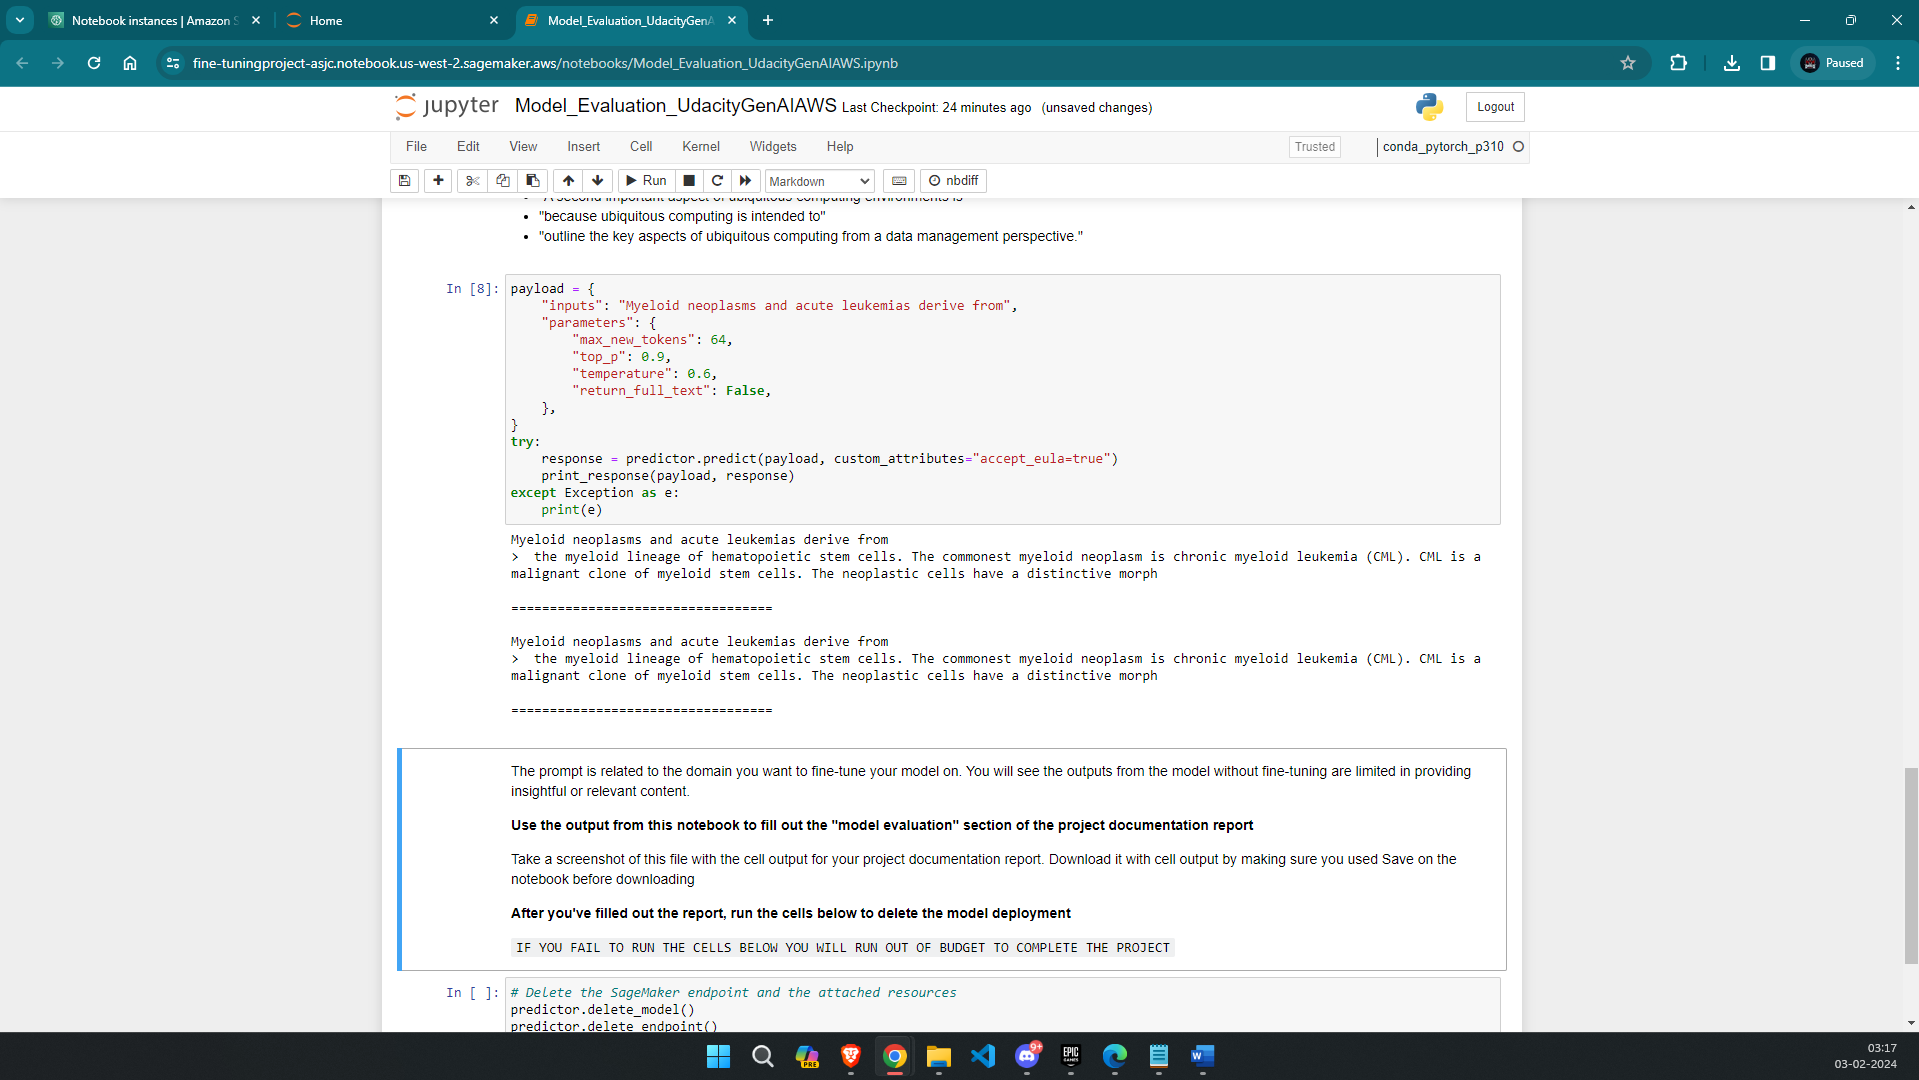 Notebook instances | Amazon S
Home
Model_Evaluation_UdacityGenA
fine-tuningproject-asjc.notebook.us-west-2.sagemaker.aws/notebooks/Model_Evaluation_UdacityGenAIAWS.ipynb
Paused
jupyter Model_Evaluation_UdacityGenAIAWS Last Checkpoint: 24 minutes ago (unsaved changes)
Logout
File Edit View Insert Cell Kernel Widgets Help
Trusted
conda_pytorch_p310
Run
Markdown
nbdiff
"A second important aspect of ubiquitous computing environments is"
• "because ubiquitous computing is intended to"
• "outline the key aspects of ubiquitous computing from a data management perspective."
In [8]: payload = {
"inputs": "Myeloid neoplasms and acute leukemias derive from",
"parameters": {
"max_new_tokens": 64,
"top_p": 0.9,
"temperature": 0.6,
"return_full_text": False,
},
}
try:
response = predictor.predict(payload, custom_attributes="accept_eula=true")
print_response(payload, response)
except Exception as e:
print(e)
Myeloid neoplasms and acute leukemias derive from
>  the myeloid lineage of hematopoietic stem cells. The commonest myeloid neoplasm is chronic myeloid leukemia (CML). CML is a
malignant clone of myeloid stem cells. The neoplastic cells have a distinctive morph
==================================
Myeloid neoplasms and acute leukemias derive from
>  the myeloid lineage of hematopoietic stem cells. The commonest myeloid neoplasm is chronic myeloid leukemia (CML). CML is a
malignant clone of myeloid stem cells. The neoplastic cells have a distinctive morph
==================================
The prompt is related to the domain you want to fine-tune your model on. You will see the outputs from the model without fine-tuning are limited in providing
insightful or relevant content.
Use the output from this notebook to fill out the "model evaluation" section of the project documentation report
Take a screenshot of this file with the cell output for your project documentation report. Download it with cell output by making sure you used Save on the
notebook before downloading
After you've filled out the report, run the cells below to delete the model deployment
IF YOU FAIL TO RUN THE CELLS BELOW YOU WILL RUN OUT OF BUDGET TO COMPLETE THE PROJECT
In [ ]: # Delete the SageMaker endpoint and the attached resources
predictor.delete_model()
predictor.delete_endpoint()
PRE
9+
EPIC
GAMES
03:17
03-02-2024